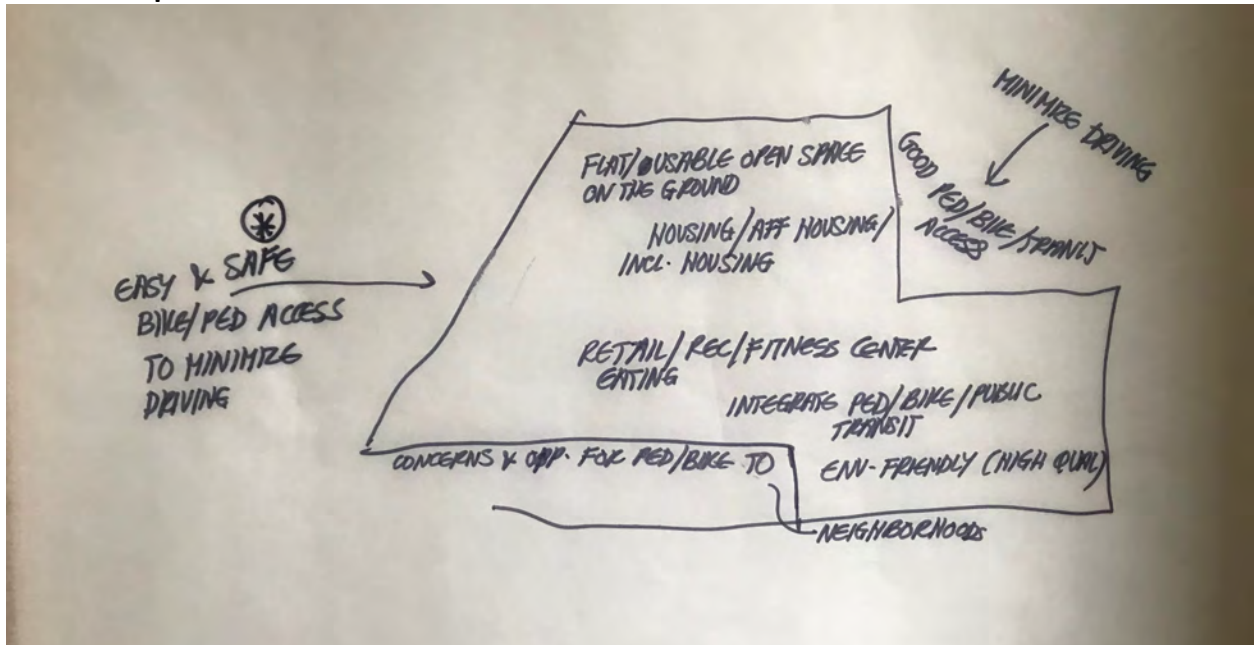 MINIMIZE DRIVING
GOOD PED/BIKE/TRANSIT
ACCESS
FLAT/USABLE OPEN SPACE
ON THE GROUND
HOUSING/AFF HOUSING/
INCL. HOUSING
EASY & SAFE
BIKE/PED ACCESS
TO MINIMIZE
DRIVING
RETAIL/REC/FITNESS CENTER
EATING
INTEGRATE PED/BIKE/PUBLIC
TRANSIT
ENV-FRIENDLY (HIGH QUAL)
CONCERNS & OPP. FOR PED/BIKE TO
NEIGHBORHOODS